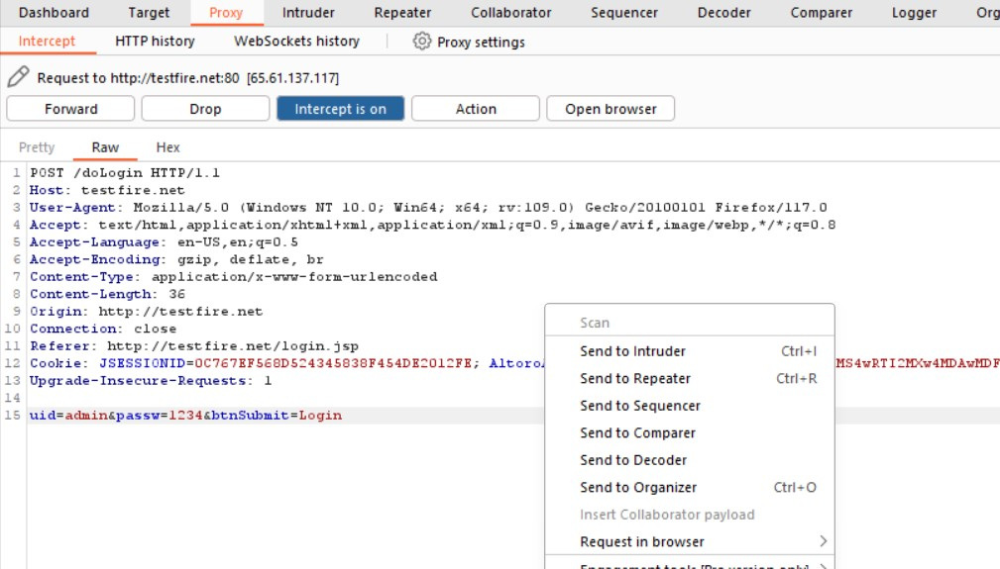 Dashboard Target Proxy Intruder Repeater Collaborator Sequencer Decoder Comparer Logger Org
Intercept HTTP history WebSockets history Proxy settings
Request to http://testfire.net:80 [65.61.137.117]
Forward Drop Intercept is on Action Open browser
Pretty Raw Hex
1 POST /doLogin HTTP/1.1
2 Host: testfire.net
3 User-Agent: Mozilla/5.0 (Windows NT 10.0; Win64; x64; rv:109.0) Gecko/20100101 Firefox/117.0
4 Accept: text/html,application/xhtml+xml,application/xml;q=0.9,image/avif,image/webp,*/*;q=0.8
5 Accept-Language: en-US,en;q=0.5
6 Accept-Encoding: gzip, deflate, br
7 Content-Type: application/x-www-form-urlencoded
8 Content-Length: 36
9 Origin: http://testfire.net
10 Connection: close
11 Referer: http://testfire.net/login.jsp
12 Cookie: JSESSIONID=0C767EF568D524345838F454DE2012FE; Altoro MS4wRTI2MXw4MDAwMDF
13 Upgrade-Insecure-Requests: 1
14
15 uid=admin&passw=1234&btnSubmit=Login
Scan
Send to Intruder Ctrl+I
Send to Repeater Ctrl+R
Send to Sequencer
Send to Comparer
Send to Decoder
Send to Organizer Ctrl+O
Insert Collaborator payload
Request in browser
Engagement tools [Pro version only]